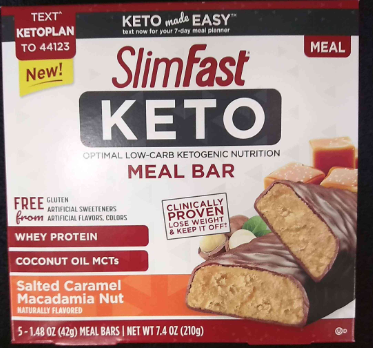 TEXT*
KETOPLAN
TO 44123
KETO made EASY™
text now for your 7-day meal planner
MEAL
New!
SlimFast®
KETO
OPTIMAL LOW-CARB KETOGENIC NUTRITION
MEAL BAR
FREE from
GLUTEN
ARTIFICIAL SWEETENERS
ARTIFICIAL FLAVORS, COLORS
CLINICALLY
PROVEN
LOSE WEIGHT
& KEEP IT OFF!†
WHEY PROTEIN
COCONUT OIL MCTs
Salted Caramel
Macadamia Nut
NATURALLY FLAVORED
5 - 1.48 OZ (42g) MEAL BARS | NET WT 7.4 OZ (210g)